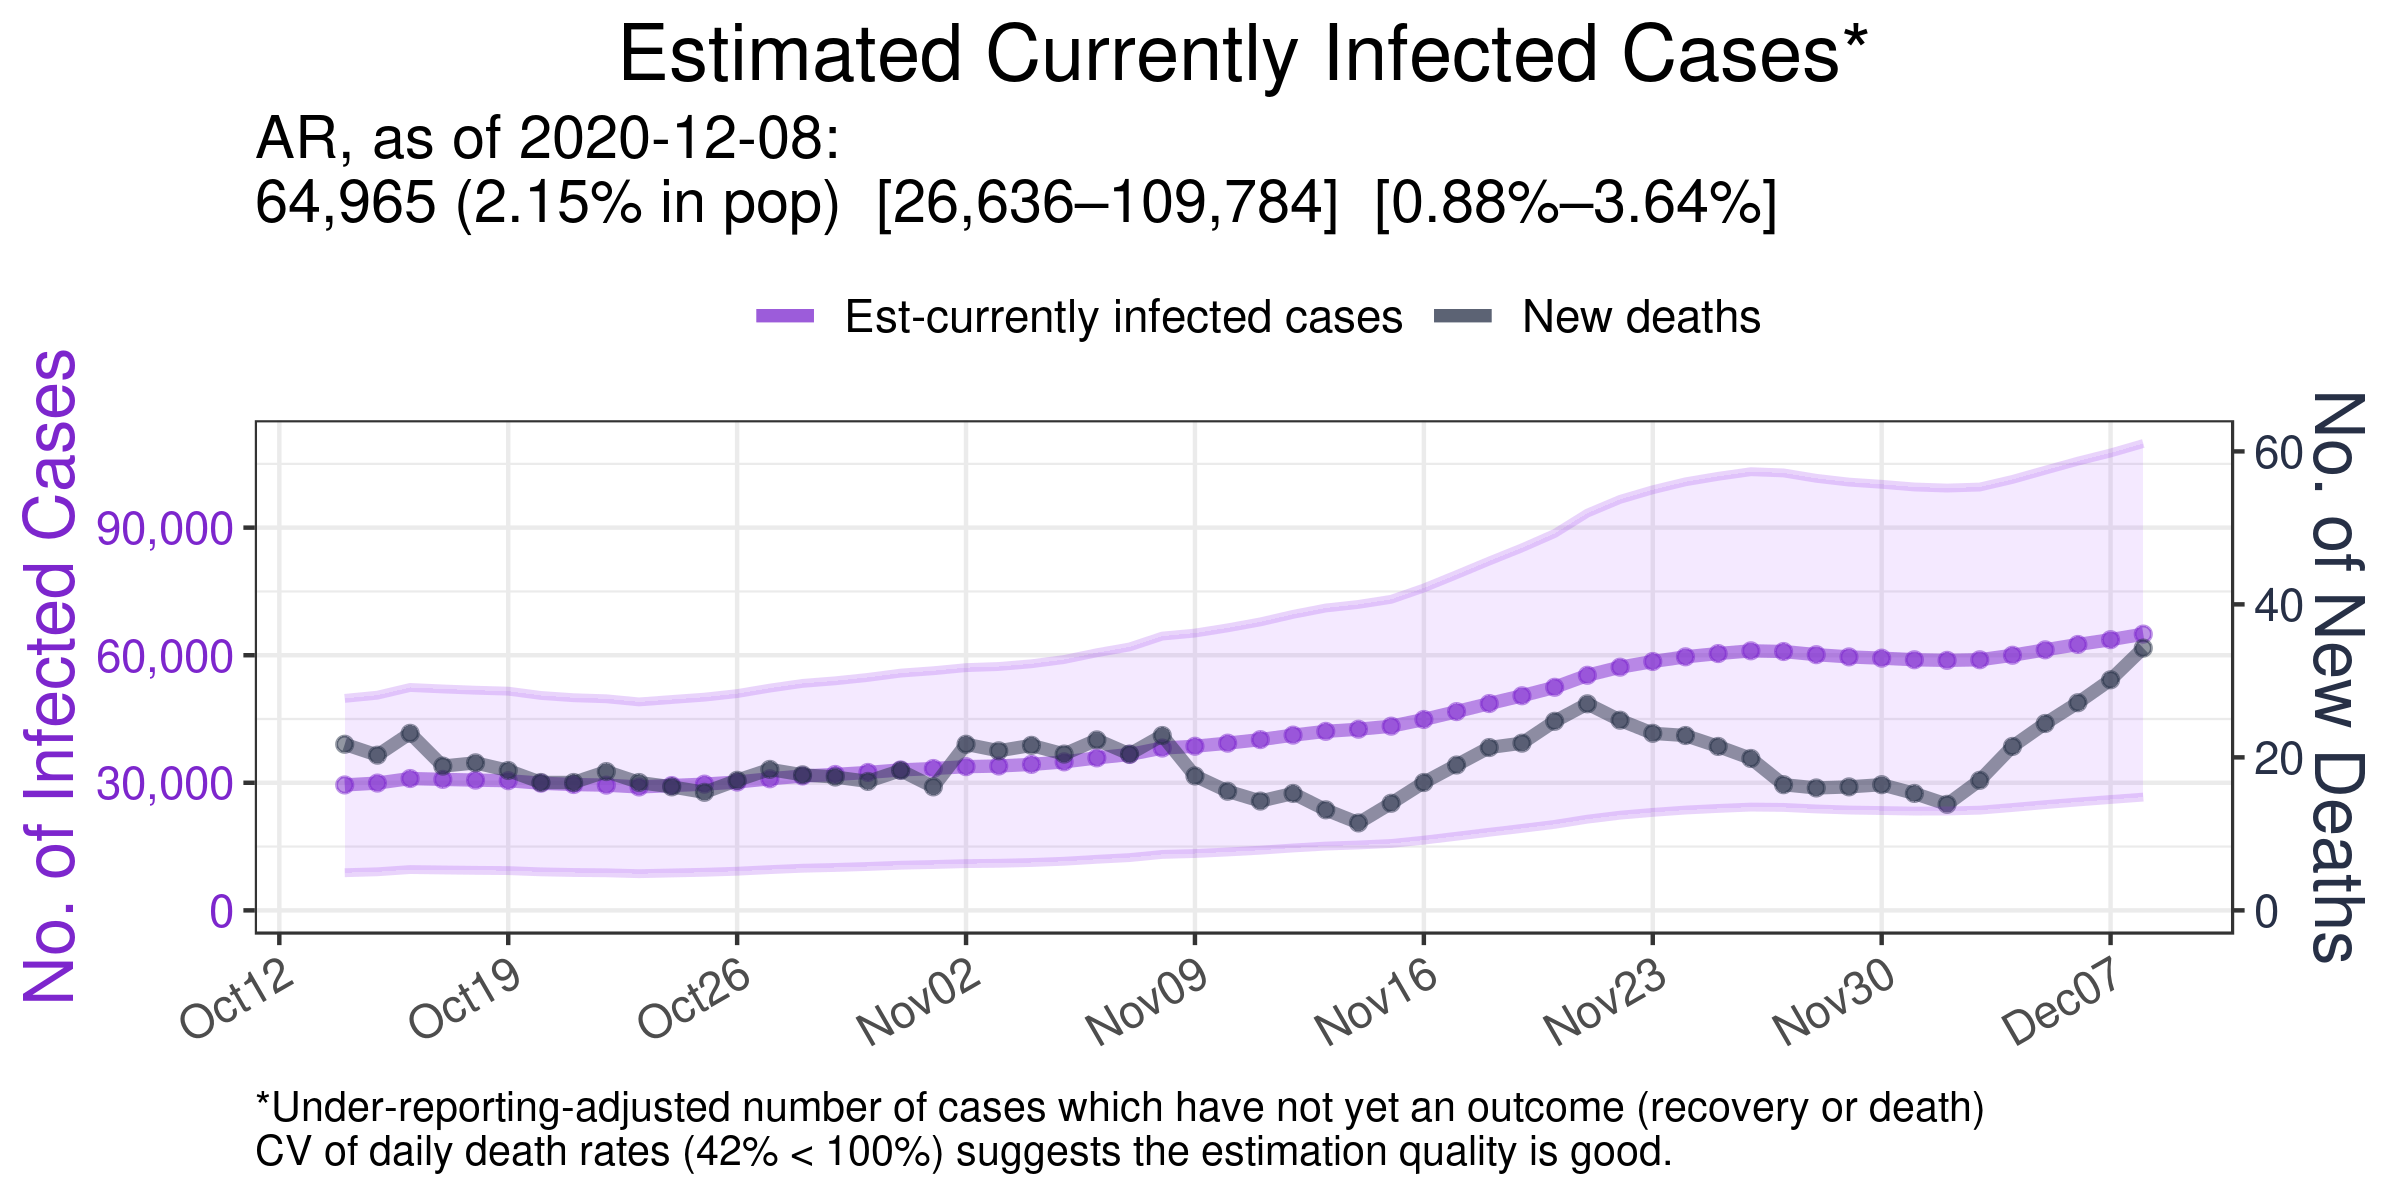 Estimated Currently Infected Cases*
AR, as of 2020-12-08:
64,965 (2.15% in pop)  [26,636–109,784]  [0.88%–3.64%]
Est-currently infected cases
New deaths
No. of Infected Cases
90,000
60,000
30,000
0
No. of New Deaths
60
40
20
0
Oct12
Oct19
Oct26
Nov02
Nov09
Nov16
Nov23
Nov30
Dec07
*Under-reporting-adjusted number of cases which have not yet an outcome (recovery or death)
CV of daily death rates (42% < 100%) suggests the estimation quality is good.